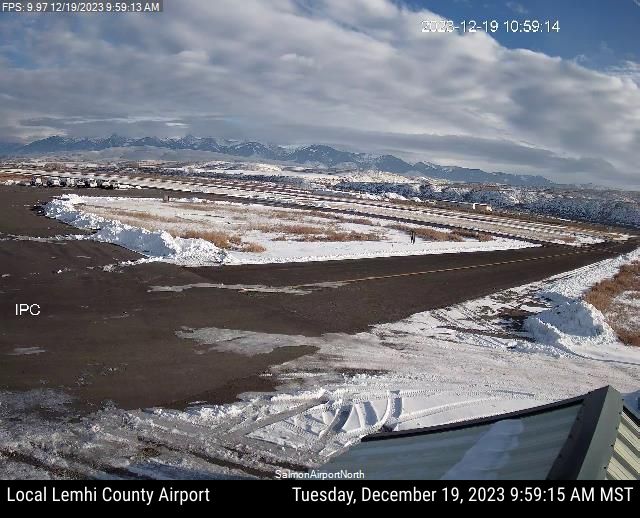 FPS: 9.97 12/19/2023 9:59:13 AM
2023-12-19 10:59:14
IPC
SalmonAirportNorth
Local Lemhi County Airport
Tuesday, December 19, 2023 9:59:15 AM MST